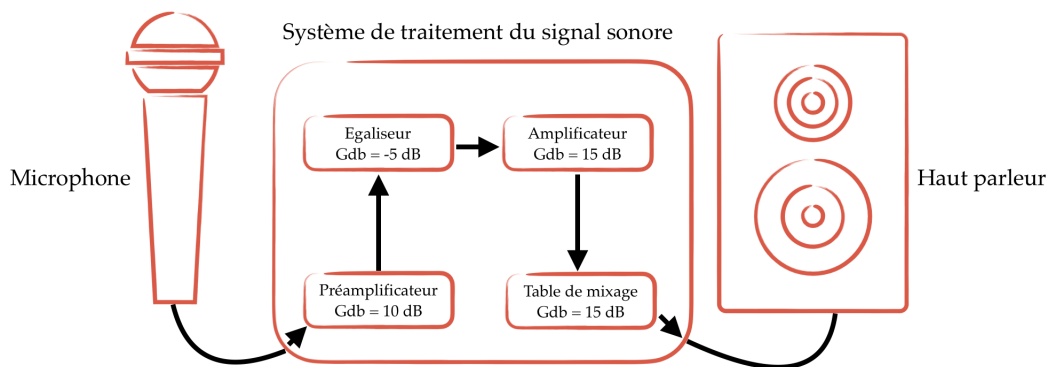 Système de traitement du signal sonore
Microphone
Egaliseur
Gdb = -5 dB
Amplificateur
Gdb = 15 dB
Préamplificateur
Gdb = 10 dB
Table de mixage
Gdb = 15 dB
Haut parleur